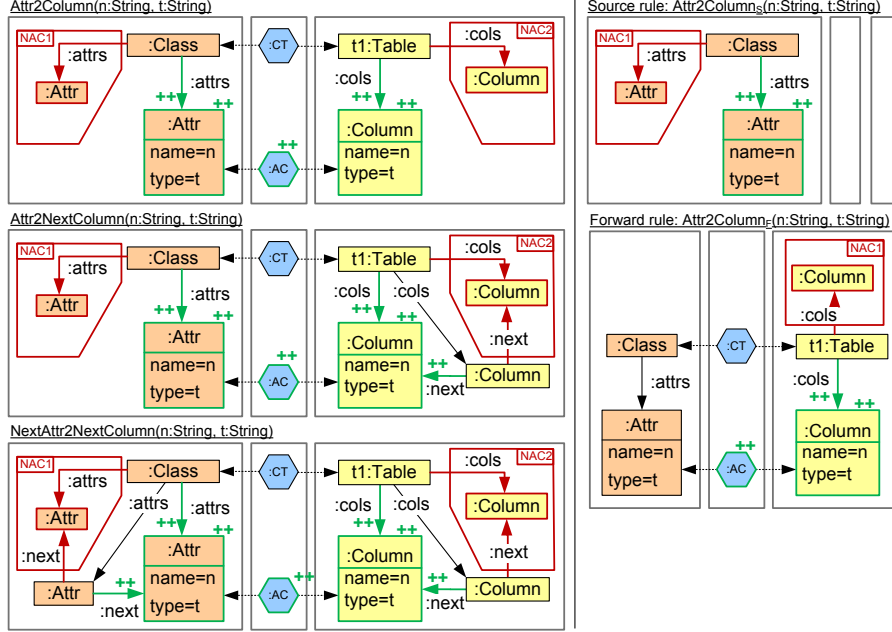 Attr2Column(n:String, t:String)
NAC1
:attrs
:Attr
:Class
:attrs
++
++
:Attr
name=n
type=t
:CT
++
:AC
t1:Table
:cols
NAC2
:Column
:cols
++
++
:Column
name=n
type=t
Attr2NextColumn(n:String, t:String)
NAC1
:attrs
:Attr
:Class
:attrs
++
++
:Attr
name=n
type=t
:CT
++
:AC
t1:Table
:cols
NAC2
:Column
:cols
:cols
++
++
:Column
name=n
type=t
:next
++
:next
:Column
NextAttr2NextColumn(n:String, t:String)
NAC1
:attrs
:Attr
:next
:Class
:attrs
:attrs
++
++
:Attr
name=n
type=t
:Attr
++
:next
:CT
++
:AC
t1:Table
:cols
NAC2
:Column
:cols
:cols
++
++
:Column
name=n
type=t
:next
++
:next
:Column
Source rule: Attr2ColumnS(n:String, t:String)
NAC1
:attrs
:Attr
:Class
:attrs
++
++
:Attr
name=n
type=t
Forward rule: Attr2ColumnF(n:String, t:String)
NAC1
:Column
:cols
:Class
:CT
t1:Table
:attrs
:cols
++
++
:Attr
name=n
type=t
++
:AC
:Column
name=n
type=t